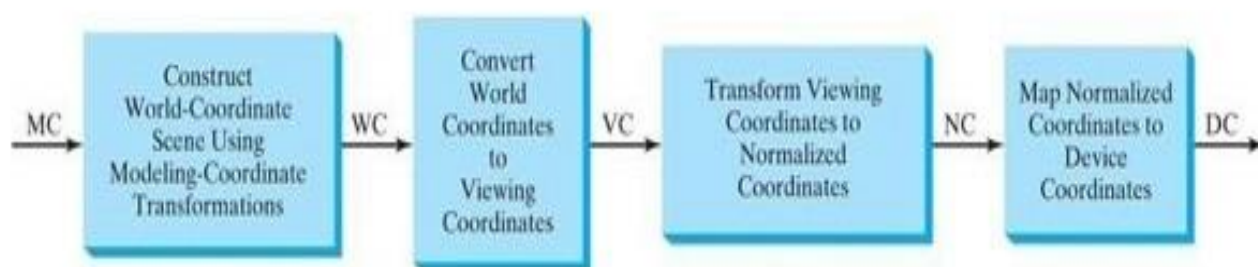 MC
Construct
World-Coordinate
Scene Using
Modeling-Coordinate
Transformations
WC
Convert
World
Coordinates
to
Viewing
Coordinates
VC
Transform Viewing
Coordinates to
Normalized
Coordinates
NC
Map Normalized
Coordinates to
Device
Coordinates
DC